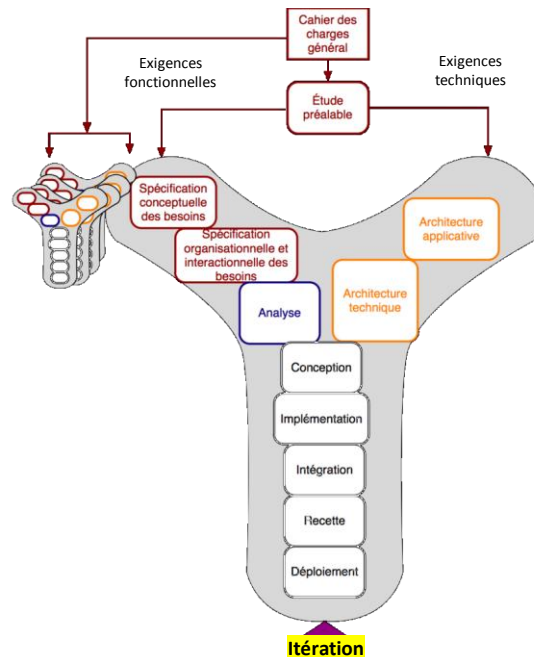 Cahier des
charges
général
Exigences
fonctionnelles
Exigences
techniques
Étude
préalable
Spécification
conceptuelle
des besoins
Spécification
organisationnelle et
interactionnelle des
besoins
Architecture
applicative
Analyse
Architecture
technique
Conception
Implémentation
Intégration
Recette
Déploiement
Itération